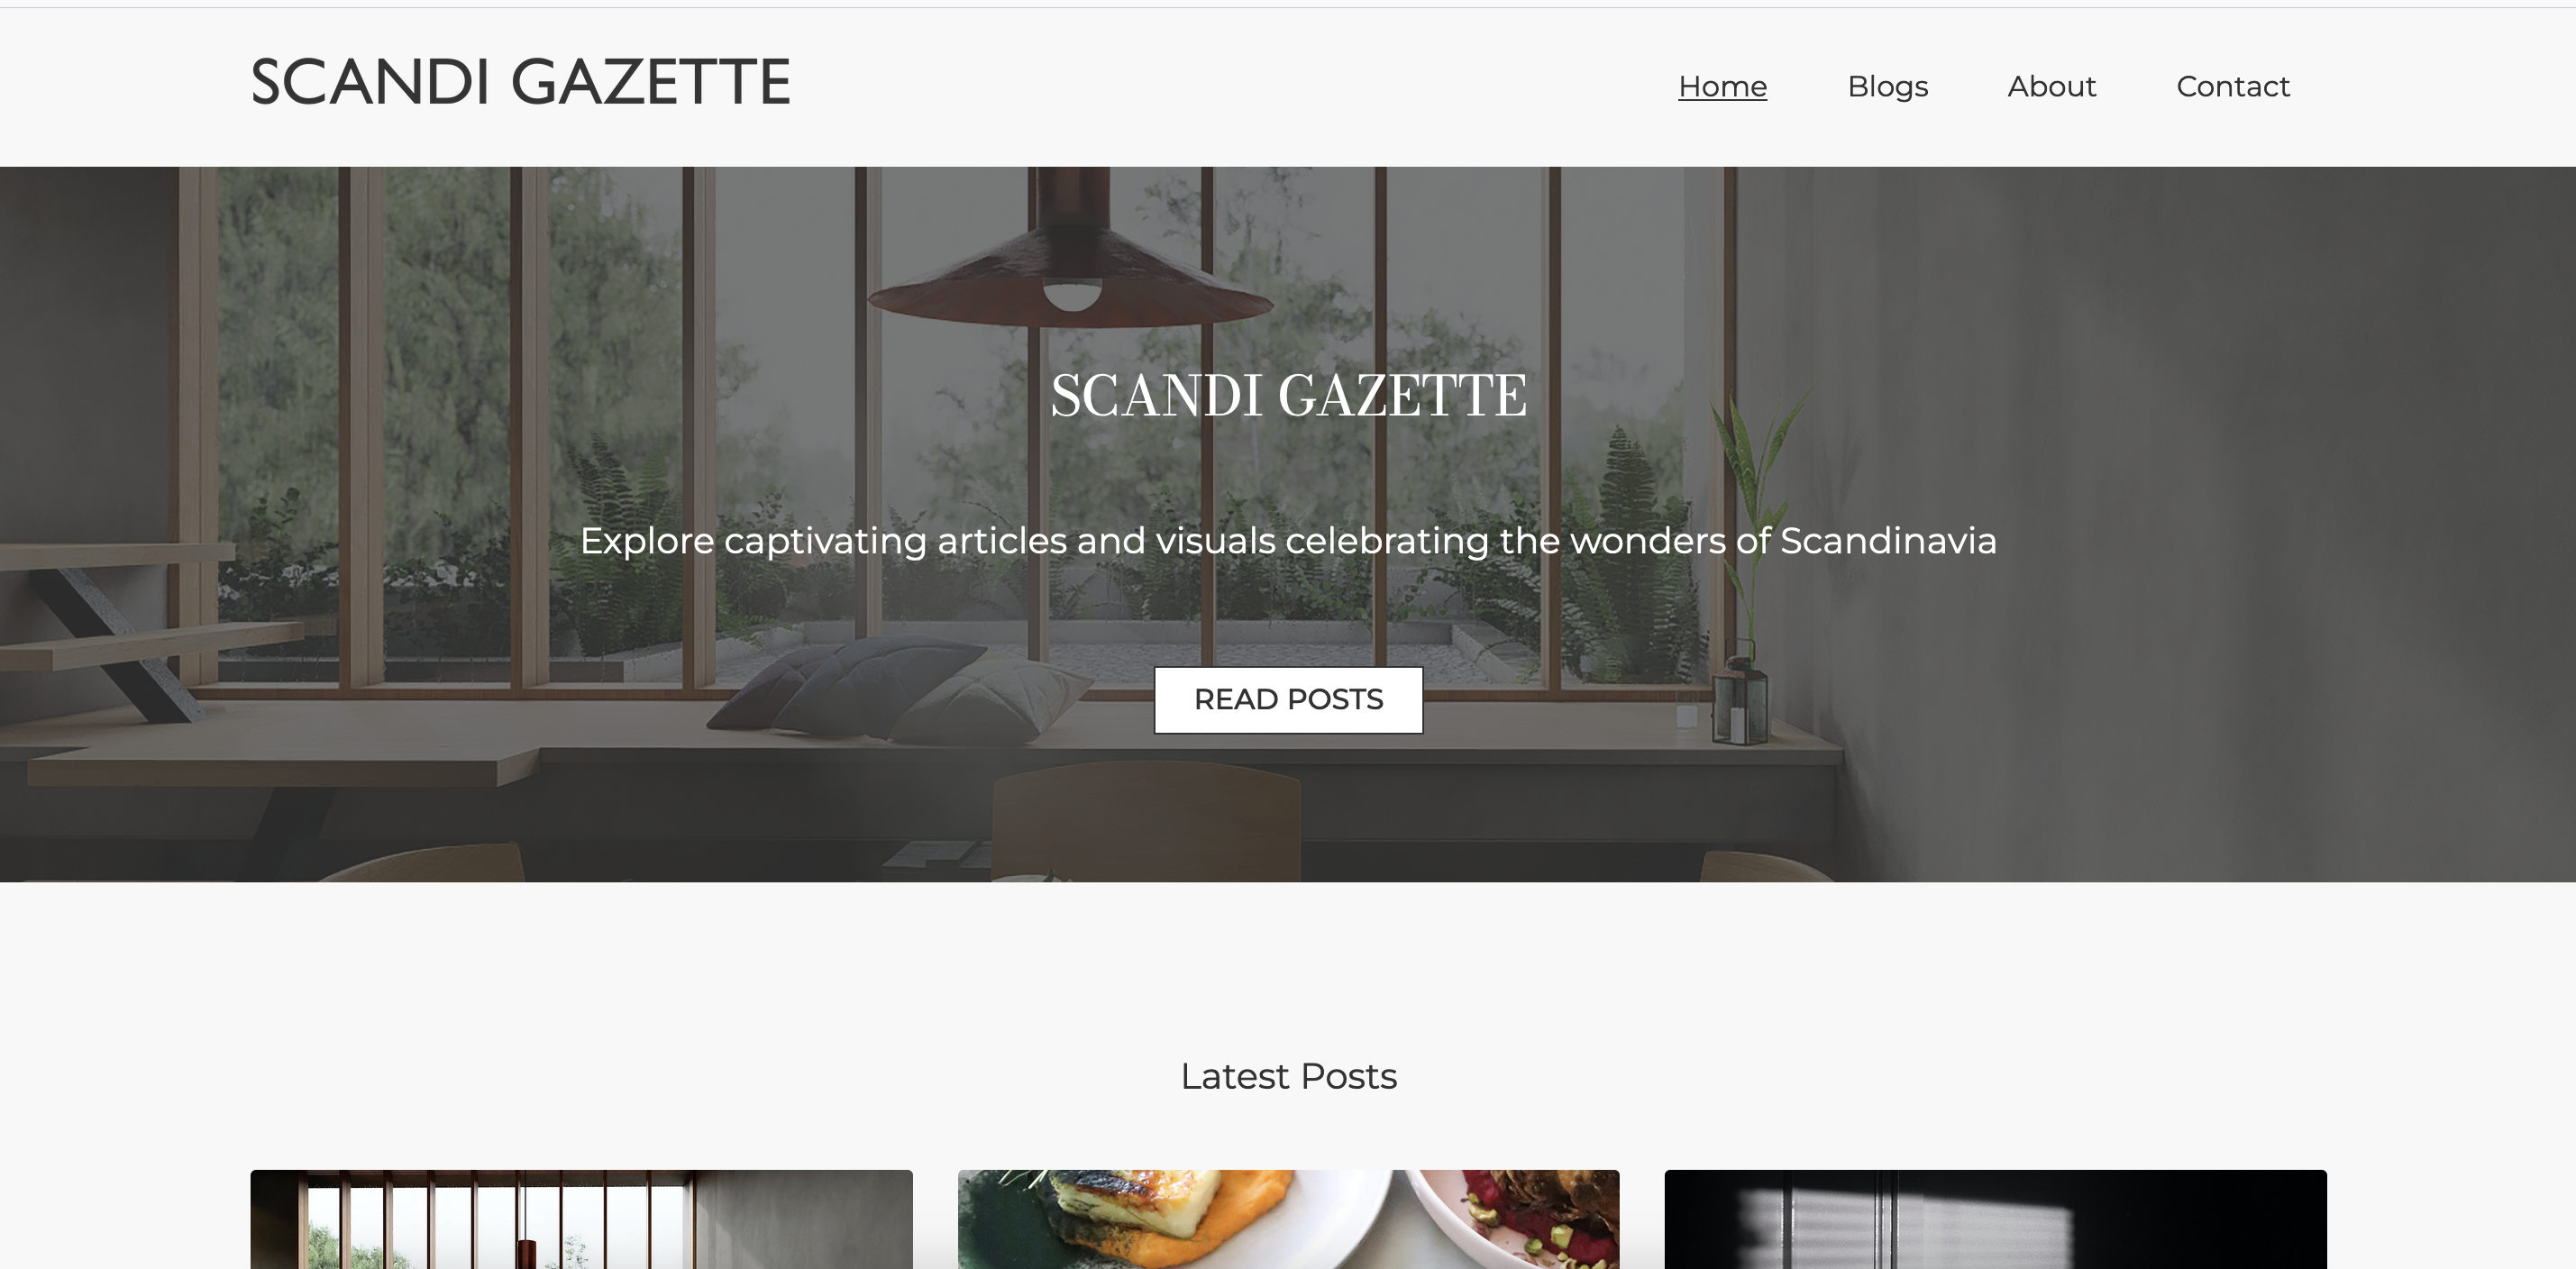 SCANDI GAZETTE
Home Blogs About Contact
SCANDI GAZETTE
Explore captivating articles and visuals celebrating the wonders of Scandinavia
READ POSTS
Latest Posts